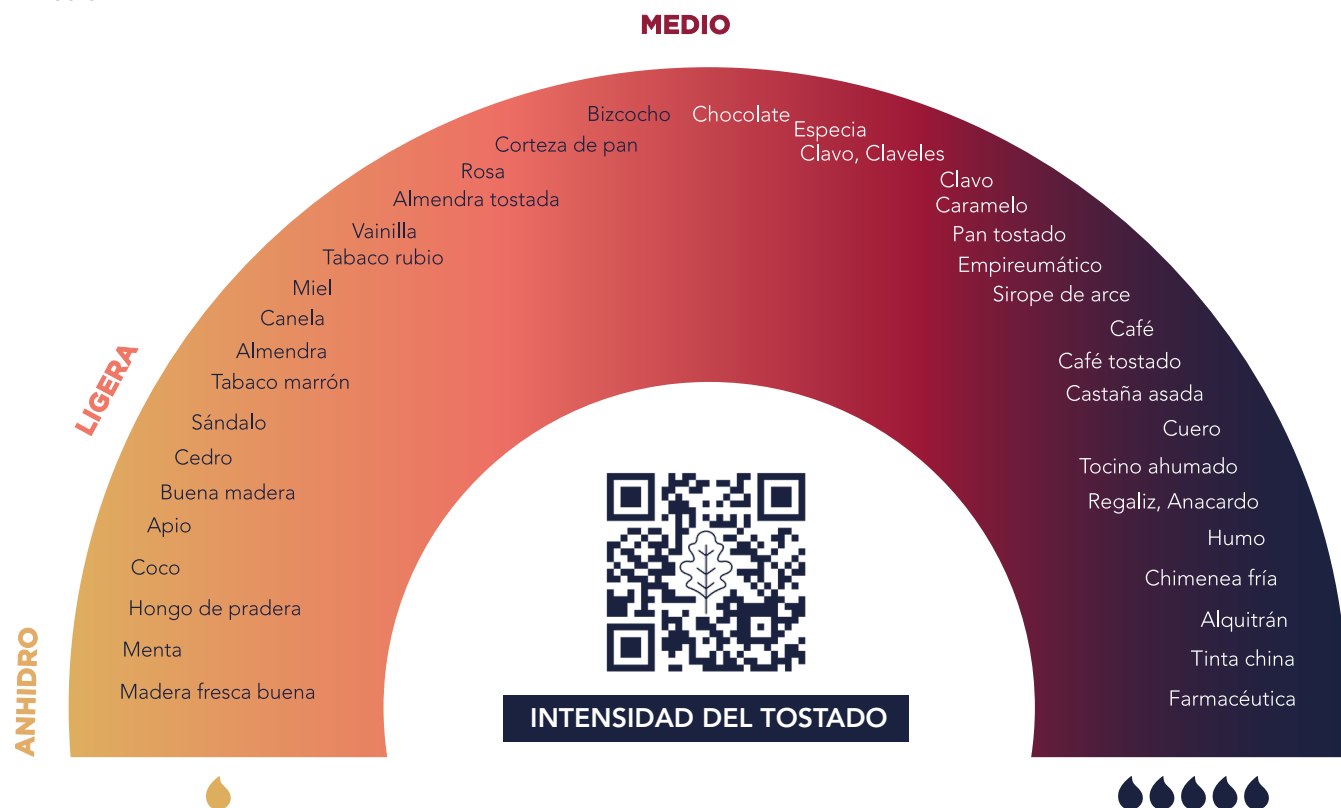 MEDIO
Bizcocho
Chocolate
Especia
Corteza de pan
Clavo, Claveles
Rosa
Clavo
Almendra tostada
Caramelo
Vainilla
Pan tostado
Tabaco rubio
Empireumático
Miel
Sirope de arce
Canela
Café
Almendra
Café tostado
LIGERA
Tabaco marrón
Castaña asada
Sándalo
Cuero
Cedro
Tocino ahumado
Buena madera
Regaliz, Anacardo
Apio
Humo
Coco
Chimenea fría
Hongo de pradera
Alquitrán
Menta
Tinta china
ANHIDRO
Madera fresca buena
Farmacéutica
INTENSIDAD DEL TOSTADO